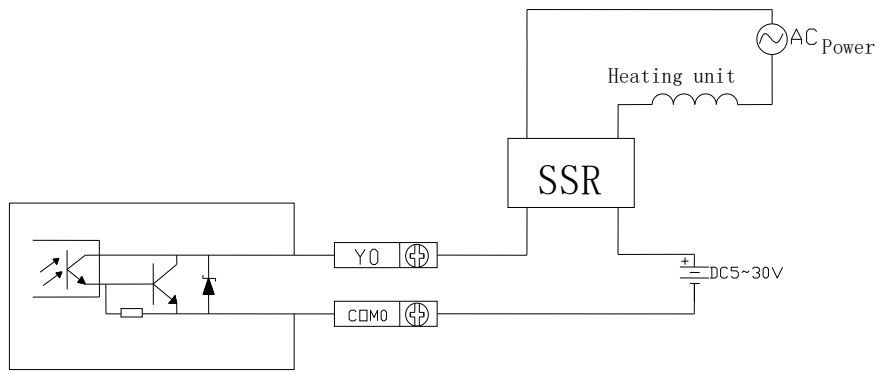 AC Power
Heating unit
SSR
Y0
+
DC5~30V
COM0